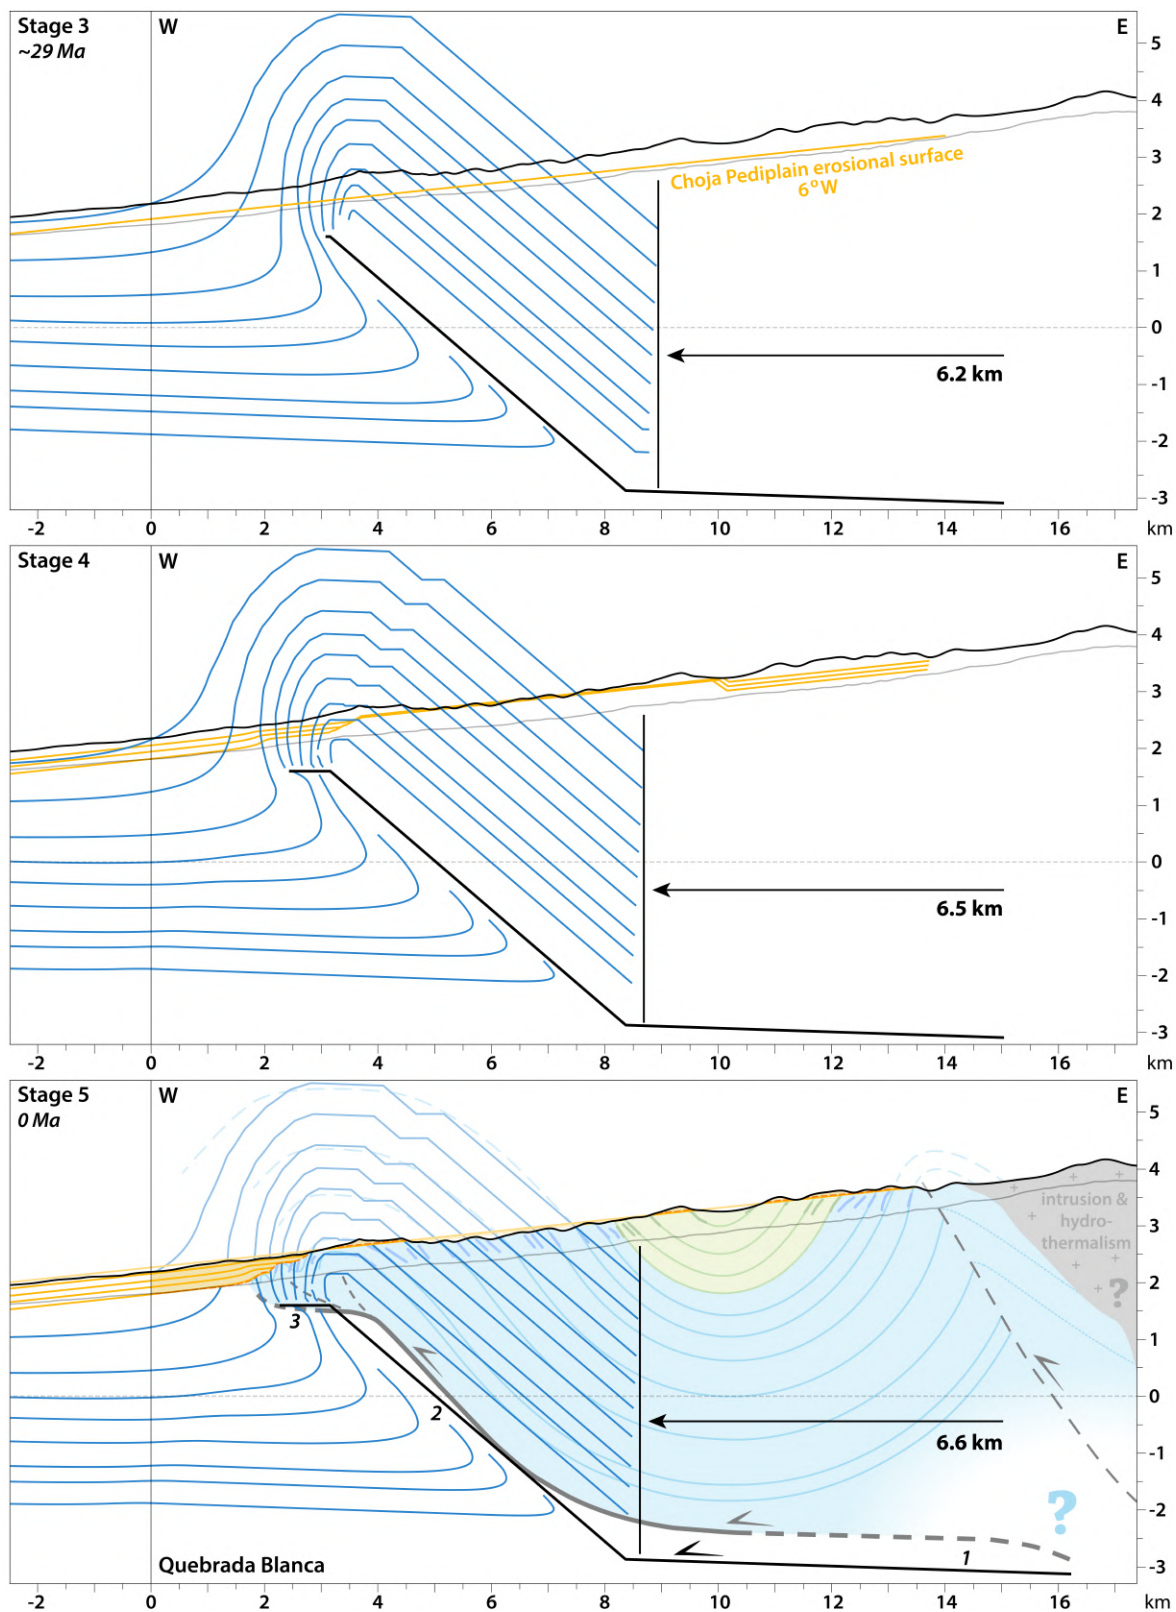 Stage 3
~29 Ma
W
E
5
4
3
2
1
0
-1
-2
-3
Choja Pediplain erosional surface
6°W
6.2 km
-2 0 2 4 6 8 10 12 14 16 km
Stage 4
W
E
5
4
3
2
1
0
-1
-2
-3
6.5 km
-2 0 2 4 6 8 10 12 14 16 km
Stage 5
0 Ma
W
E
5
4
3
2
1
0
-1
-2
-3
intrusion &
hydro-
thermalism
?
3
2
6.6 km
?
1
Quebrada Blanca
-2 0 2 4 6 8 10 12 14 16 km